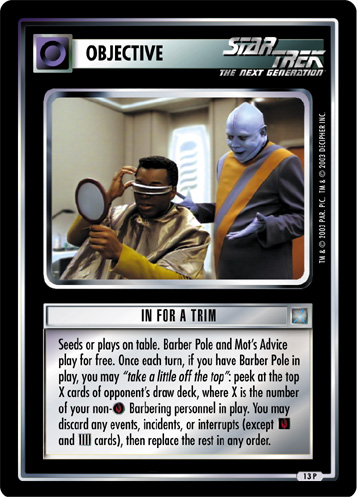 OBJECTIVE
STAR TREK
THE NEXT GENERATION
TM & © 2003 PAR. PIC. TM & © 2003 DECIPHER INC.
IN FOR A TRIM
Seeds or plays on table. Barber Pole and Mot's Advice
play for free. Once each turn, if you have Barber Pole in
play, you may "take a little off the top": peek at the top
X cards of opponent's draw deck, where X is the number
of your non- Barbering personnel in play. You may
discard any events, incidents, or interrupts (except
and cards), then replace the rest in any order.
13 P